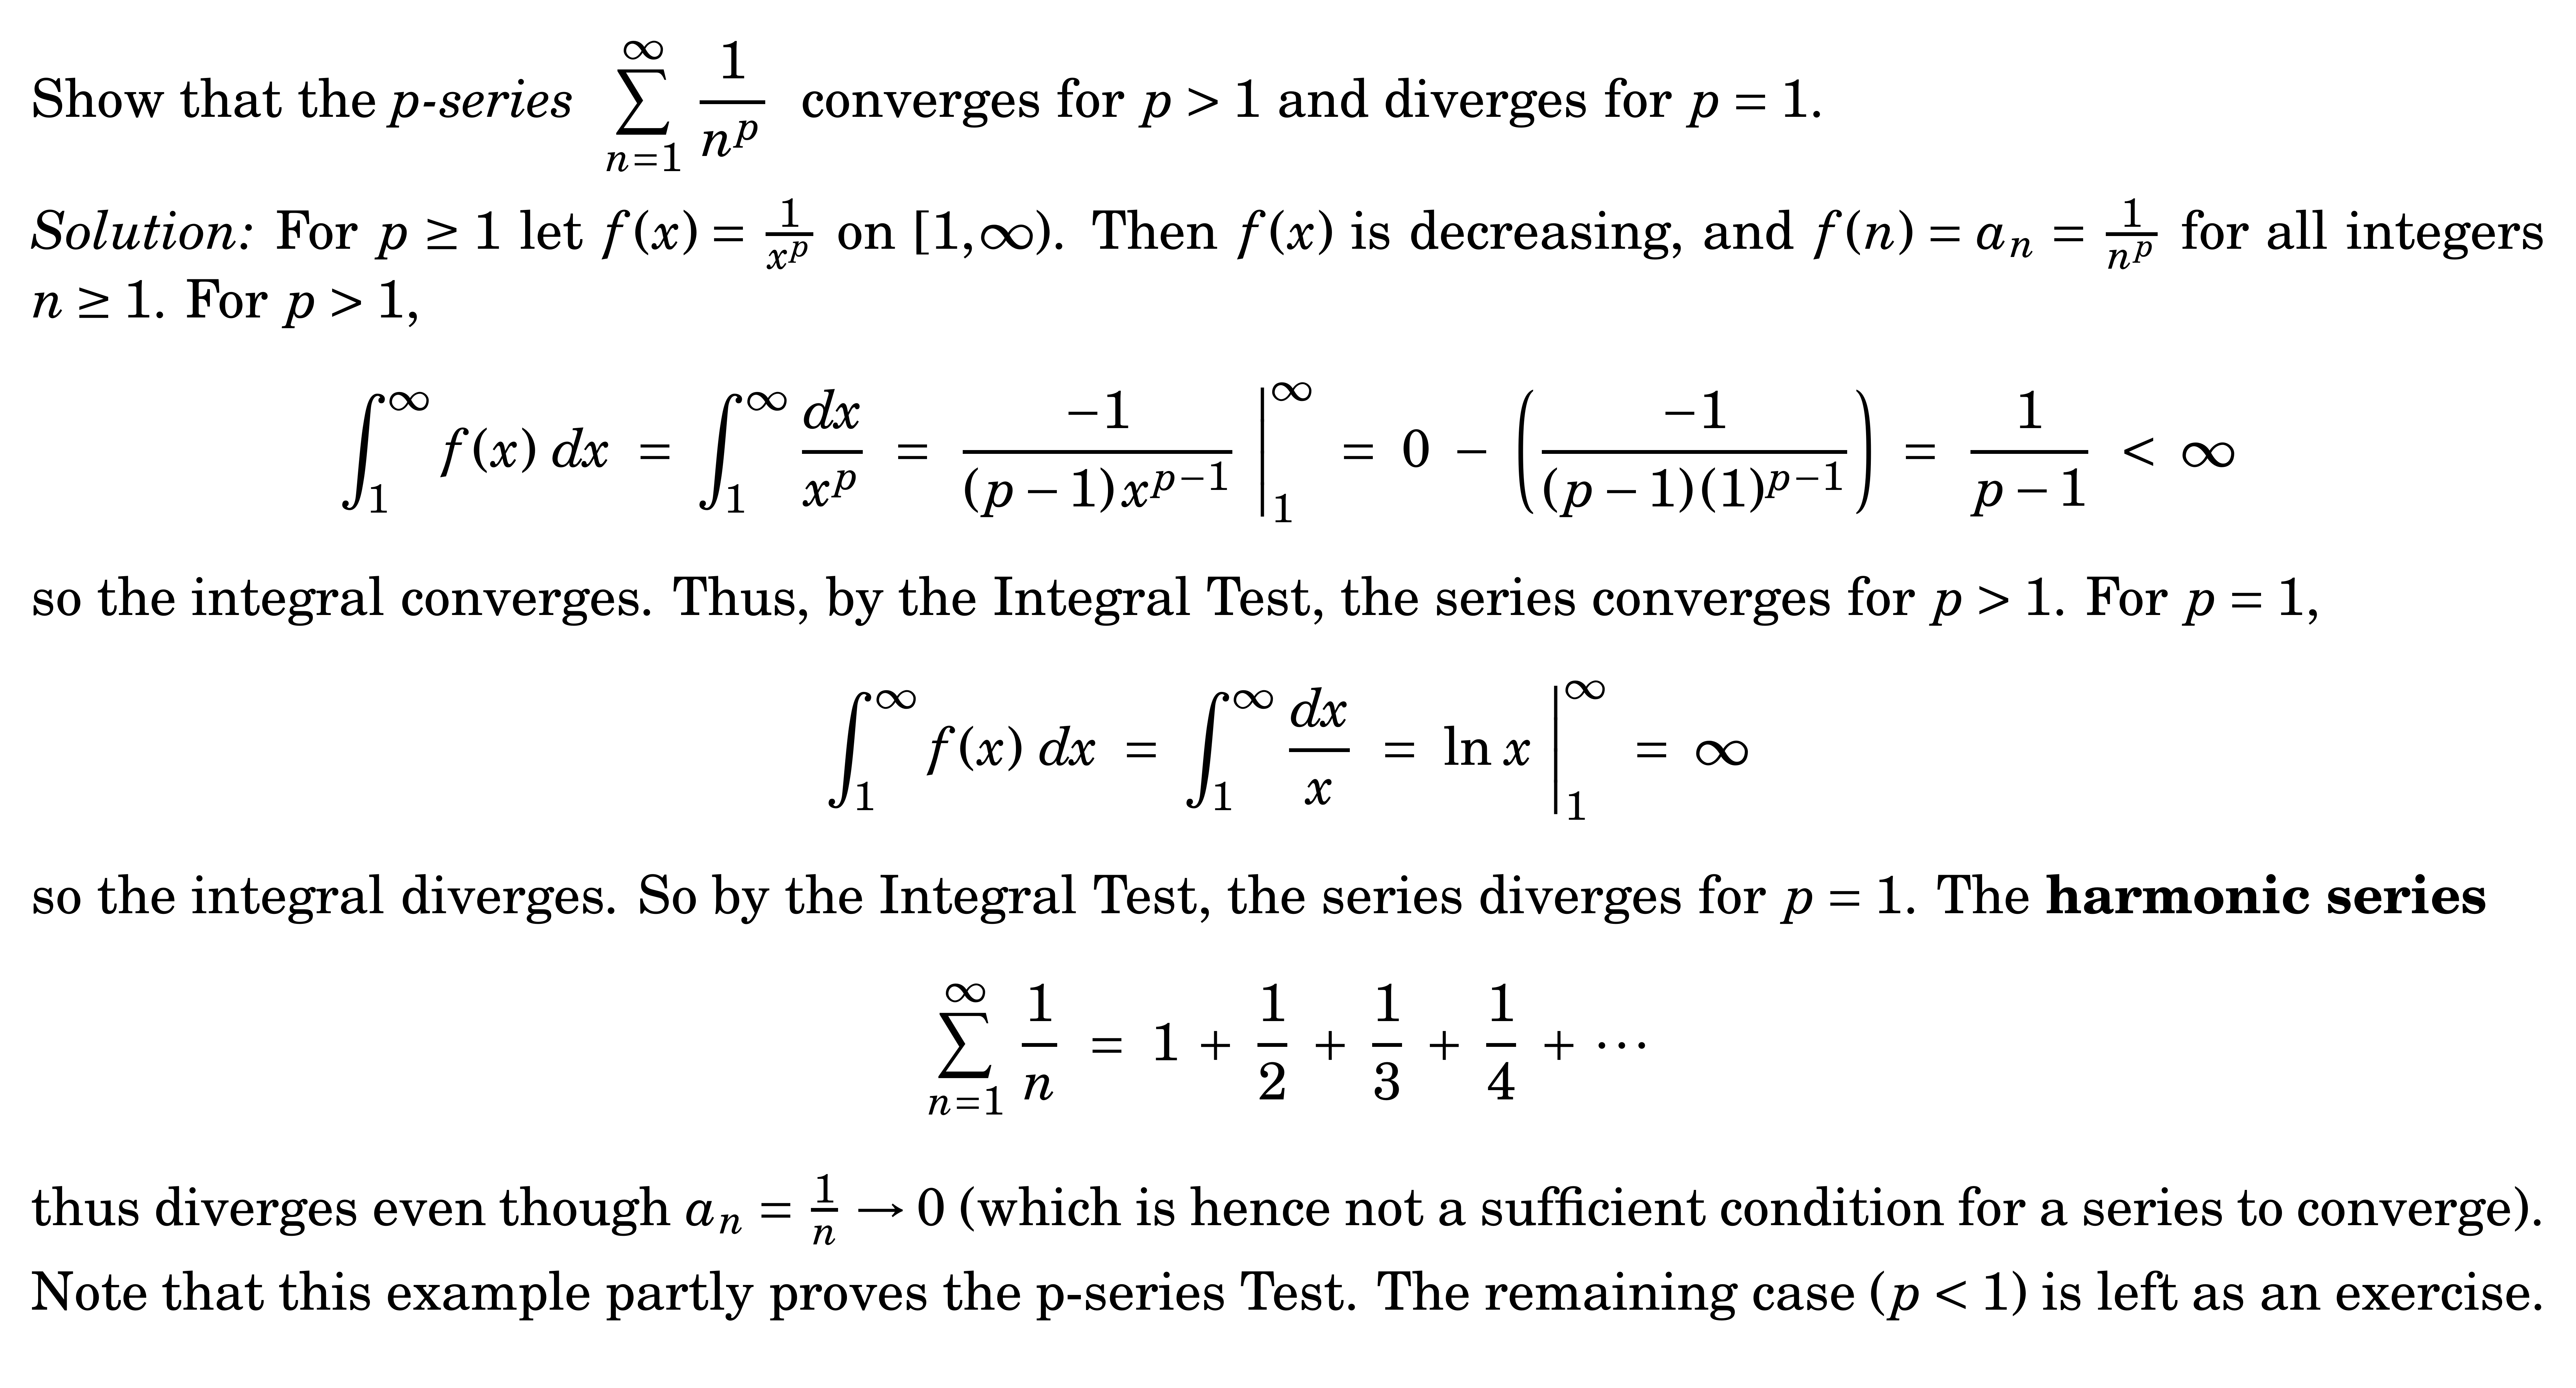 Show that the p-series $\sum_{n=1}^{\infty} \frac{1}{n^p}$ converges for $p > 1$ and diverges for $p = 1$.
Solution: For $p \geq 1$ let $f(x) = \frac{1}{x^p}$ on $[1,\infty)$. Then $f(x)$ is decreasing, and $f(n) = a_n = \frac{1}{n^p}$ for all integers
$n \geq 1$. For $p > 1$,
$\int_1^{\infty} f(x)\,dx = \int_1^{\infty} \frac{dx}{x^p} = \frac{-1}{(p-1)x^{p-1}} \Big|_1^{\infty} = 0 - \left( \frac{-1}{(p-1)(1)^{p-1}} \right) = \frac{1}{p-1} < \infty$
so the integral converges. Thus, by the Integral Test, the series converges for $p > 1$. For $p = 1$,
$\int_1^{\infty} f(x)\,dx = \int_1^{\infty} \frac{dx}{x} = \ln x \Big|_1^{\infty} = \infty$
so the integral diverges. So by the Integral Test, the series diverges for $p = 1$. The harmonic series
$\sum_{n=1}^{\infty} \frac{1}{n} = 1 + \frac{1}{2} + \frac{1}{3} + \frac{1}{4} + \cdots$
thus diverges even though $a_n = \frac{1}{n} \to 0$ (which is hence not a sufficient condition for a series to converge).
Note that this example partly proves the p-series Test. The remaining case ($p < 1$) is left as an exercise.